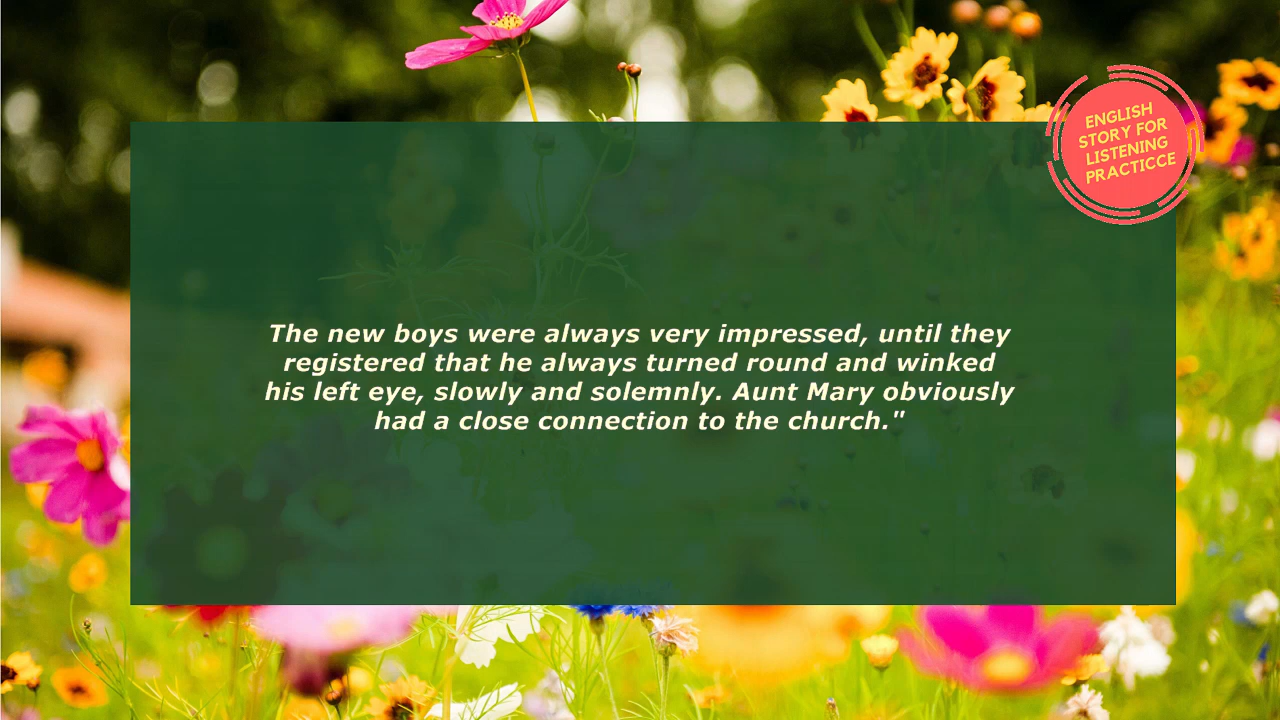 ENGLISH
STORY FOR
LISTENING
PRACTICCE
The new boys were always very impressed, until they
registered that he always turned round and winked
his left eye, slowly and solemnly. Aunt Mary obviously
had a close connection to the church."